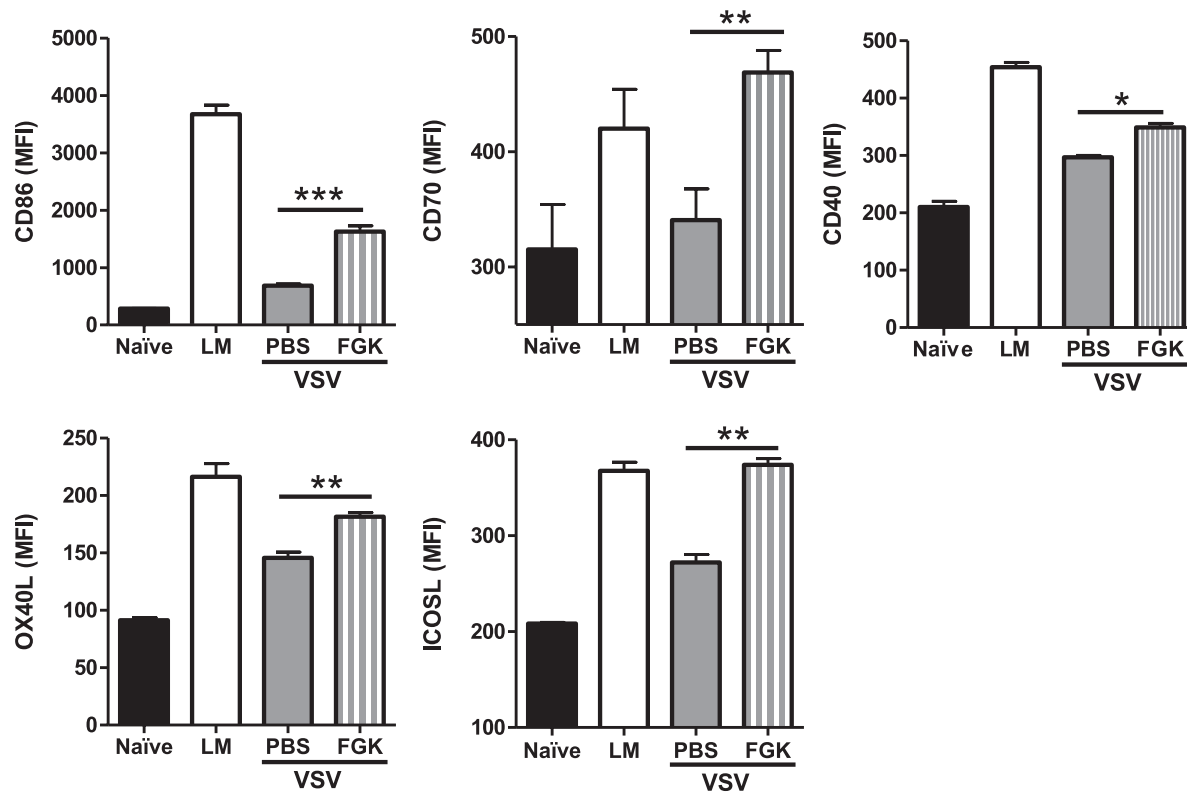 CD86 (MFI)
5000
4000
3000
2000
1000
0
***
Naïve LM PBS FGK
VSV
CD70 (MFI)
500
400
300
**
Naïve LM PBS FGK
VSV
CD40 (MFI)
500
400
300
200
100
0
*
Naïve LM PBS FGK
VSV
OX40L (MFI)
250
200
150
100
50
0
**
Naïve LM PBS FGK
VSV
ICOSL (MFI)
400
300
200
100
**
Naïve LM PBS FGK
VSV